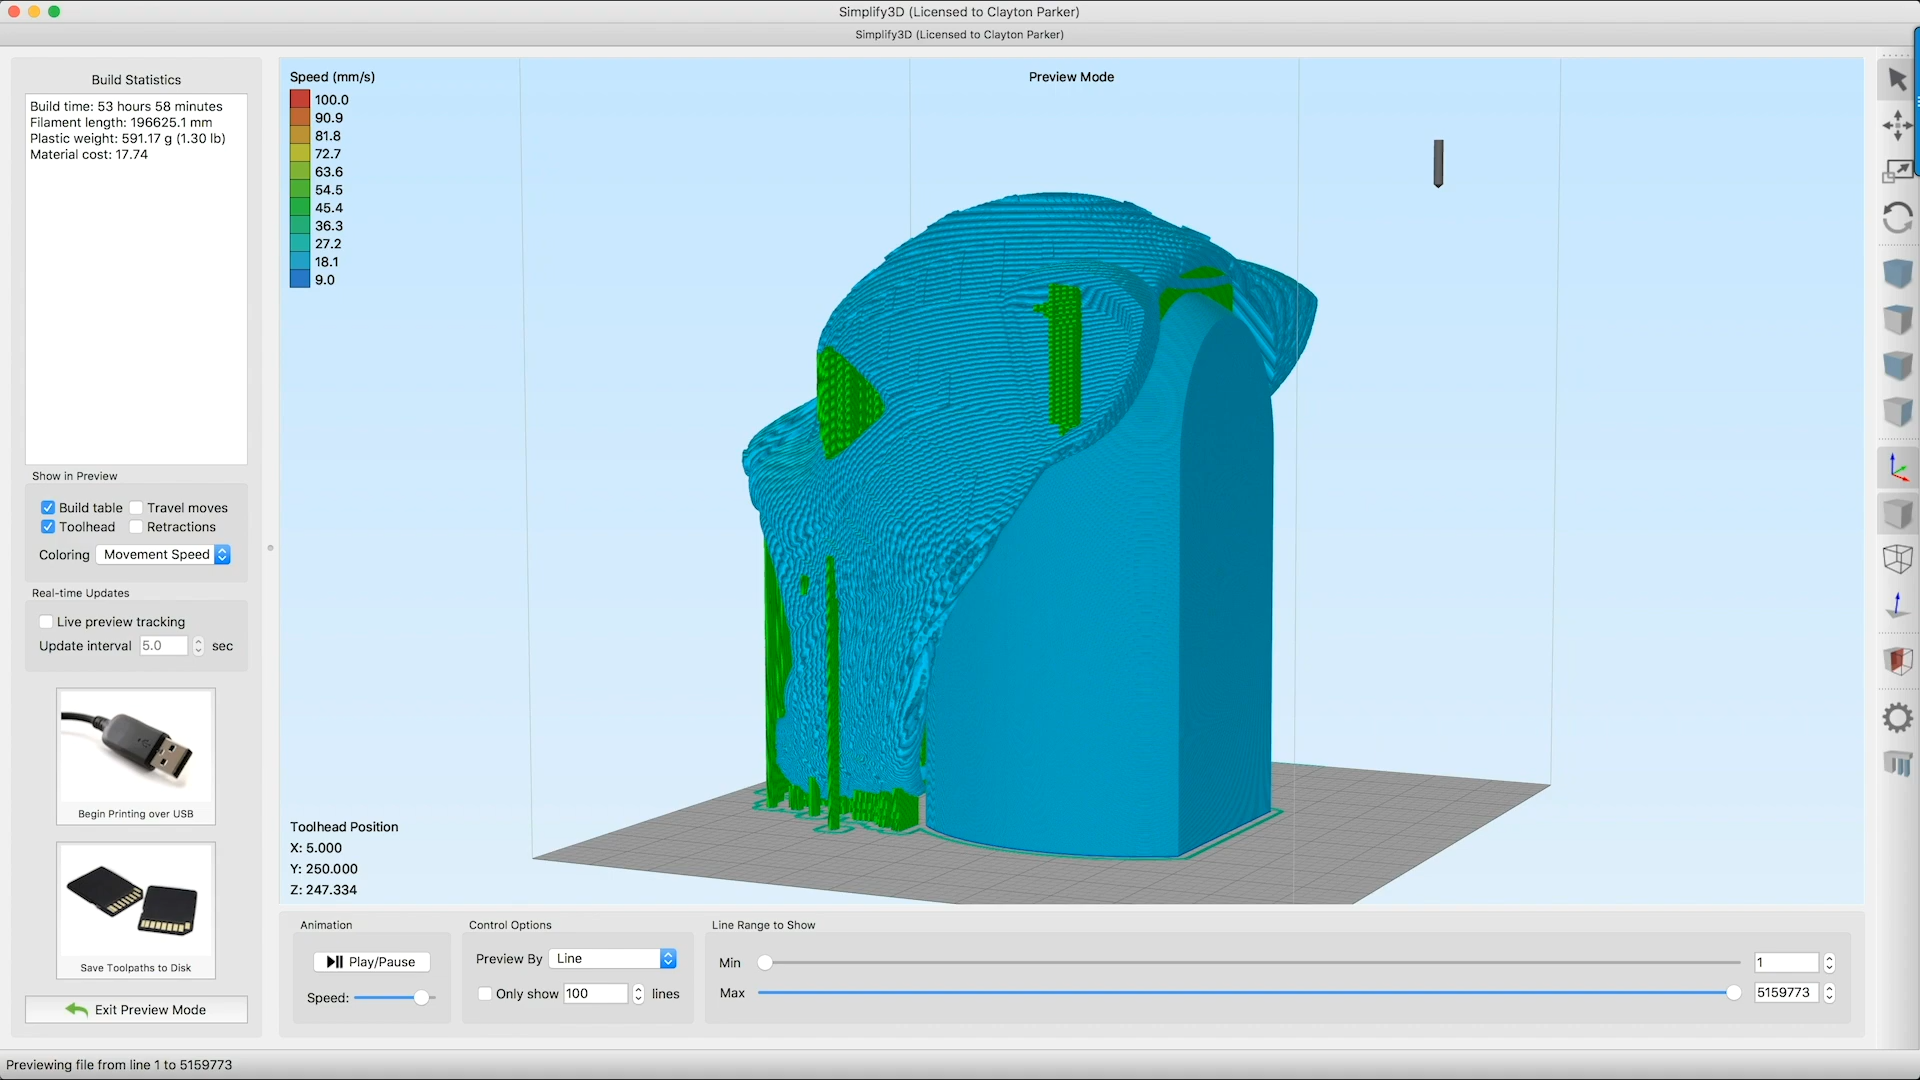 Simplify3D (Licensed to Clayton Parker)
Simplify3D (Licensed to Clayton Parker)
Build Statistics
Build time: 53 hours 58 minutes
Filament length: 196625.1 mm
Plastic weight: 591.17 g (1.30 lb)
Material cost: 17.74
Show in Preview
Build table
Travel moves
Toolhead
Retractions
Coloring
Movement Speed
Real-time Updates
Live preview tracking
Update interval 5.0 sec
Begin Printing over USB
Save Toolpaths to Disk
Exit Preview Mode
Speed (mm/s)
100.0
90.9
81.8
72.7
63.6
54.5
45.4
36.3
27.2
18.1
9.0
Preview Mode
Toolhead Position
X: 5.000
Y: 250.000
Z: 247.334
Animation
Play/Pause
Speed:
Control Options
Preview By Line
Only show 100 lines
Line Range to Show
Min 1
Max 5159773
Previewing file from line 1 to 5159773